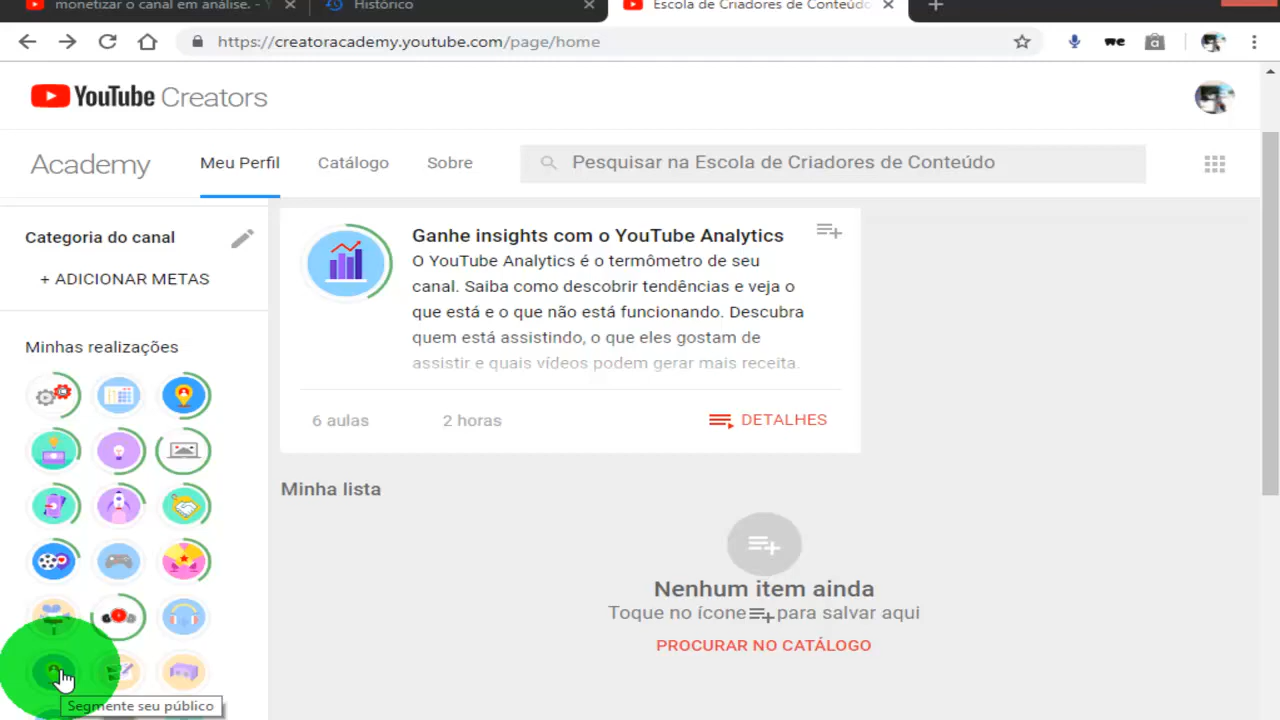 monetizar o canal em análise. - Y
Histórico
Escola de Criadores de Conteúdo
https://creatoracademy.youtube.com/page/home
we
a
YouTube Creators
Academy
Meu Perfil
Catálogo
Sobre
Pesquisar na Escola de Criadores de Conteúdo
Categoria do canal
+ ADICIONAR METAS
Minhas realizações
Ganhe insights com o YouTube Analytics
O YouTube Analytics é o termômetro de seu
canal. Saiba como descobrir tendências e veja o
que está e o que não está funcionando. Descubra
quem está assistindo, o que eles gostam de
assistir e quais vídeos podem gerar mais receita.
6 aulas
2 horas
DETALHES
Minha lista
Nenhum item ainda
Toque no ícone para salvar aqui
PROCURAR NO CATÁLOGO
Segmente seu público